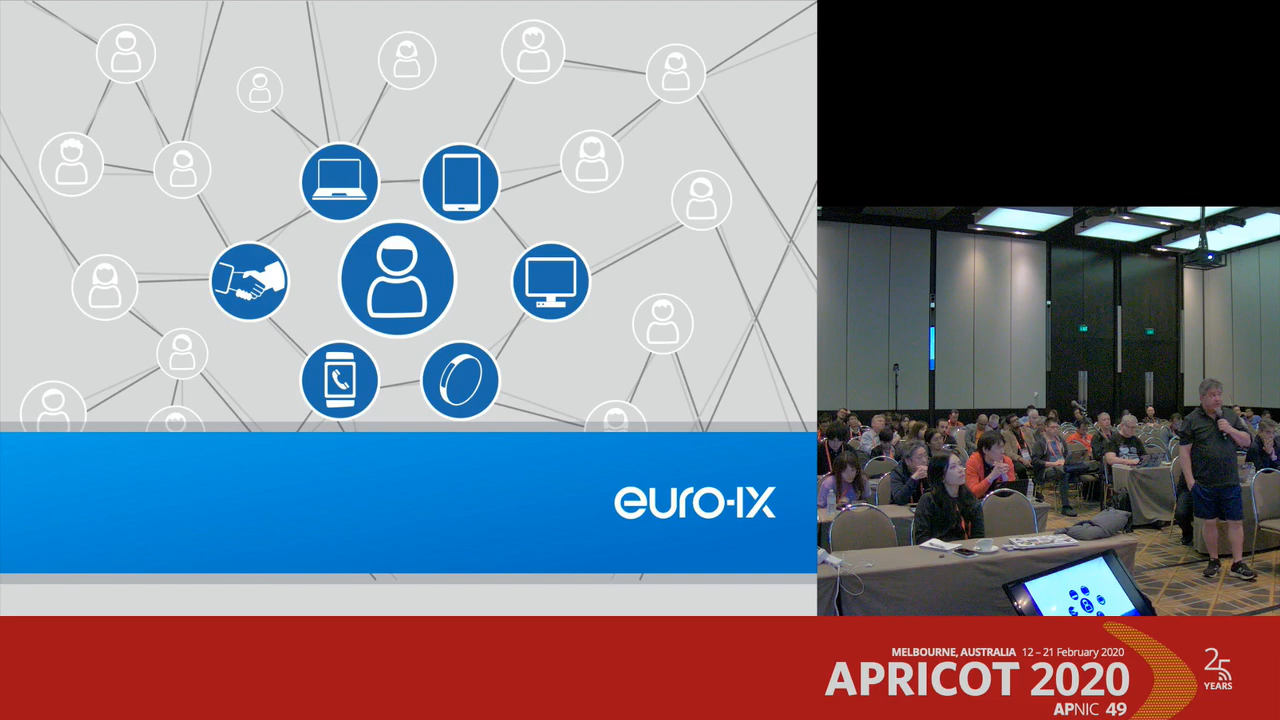 euro-ix
MELBOURNE, AUSTRALIA 12 – 21 February 2020
APRICOT 2020
APNIC 49
25
YEARS